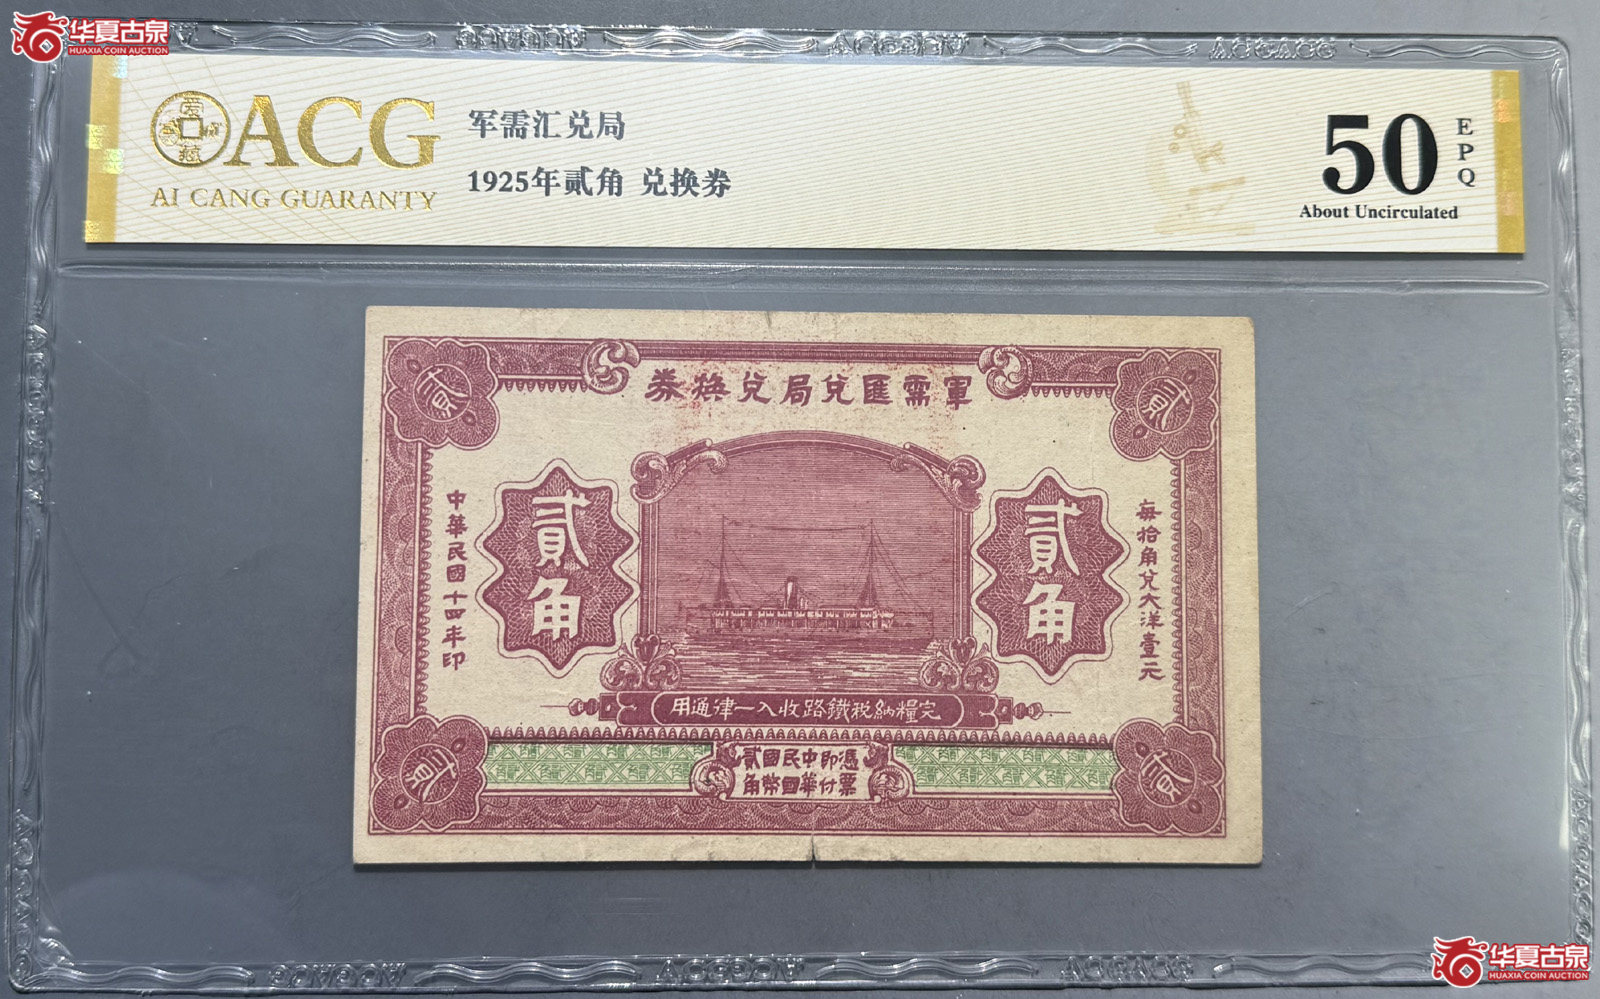 华夏古泉
HUAXIA COIN AUCTION
ACG
AI CANG GUARANTY
军需汇兑局
1925年贰角 兑换券
50
EPQ
About Uncirculated
軍需匯兌局兌換券
貳
貳
貳角
貳角
中華民國十四年印
每拾角兌大洋壹元
完糧納稅鐵路收入一律通用
憑票即付中華民國國幣貳角
貳
貳
华夏古泉
HUAXIA COIN AUCTION